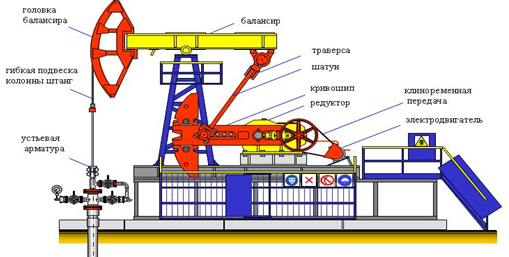 головка
балансира
балансир
траверса
шатун
гибкая подвеска
колонны штанг
кривошип
редуктор
клиноременная
передача
электродвигатель
устьевая
арматура